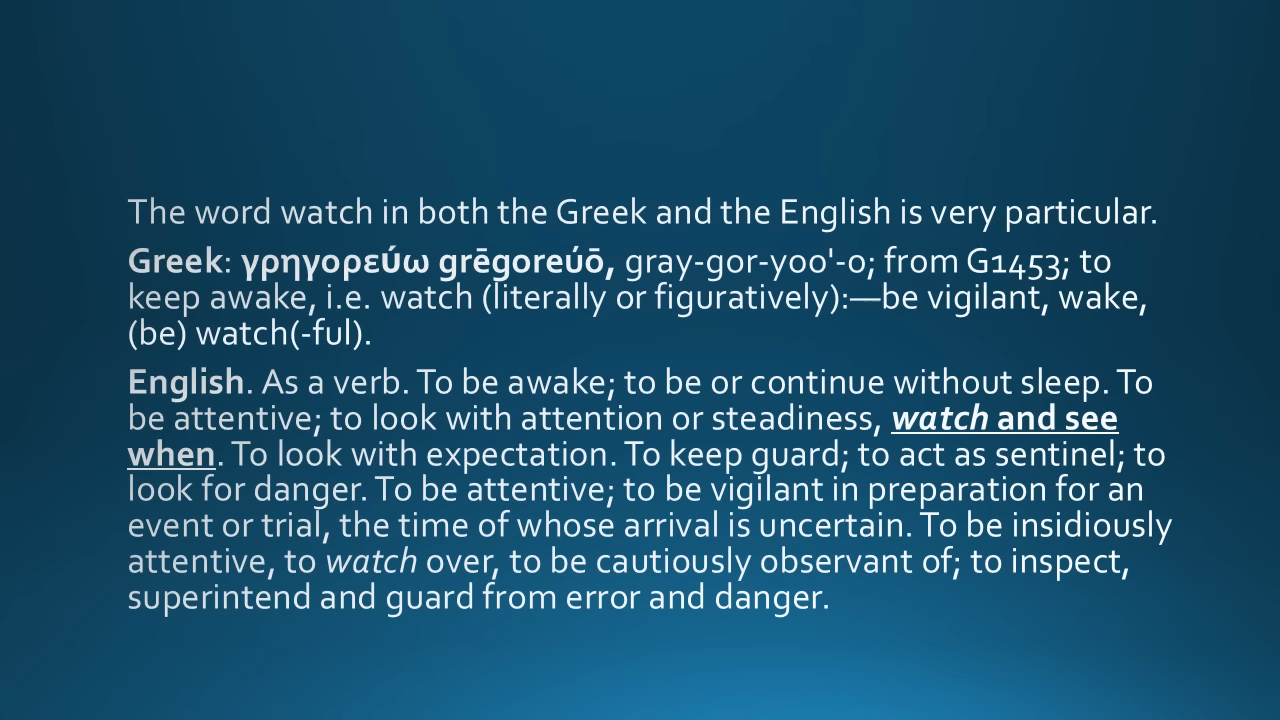 The word watch in both the Greek and the English is very particular.
Greek: γρηγορεύω grēgoreúō, gray-gor-yoo'-o; from G1453; to
keep awake, i.e. watch (literally or figuratively):—be vigilant, wake,
(be) watch(-ful).
English. As a verb. To be awake; to be or continue without sleep. To
be attentive; to look with attention or steadiness, watch and see
when. To look with expectation. To keep guard; to act as sentinel; to
look for danger. To be attentive; to be vigilant in preparation for an
event or trial, the time of whose arrival is uncertain. To be insidiously
attentive, to watch over, to be cautiously observant of; to inspect,
superintend and guard from error and danger.